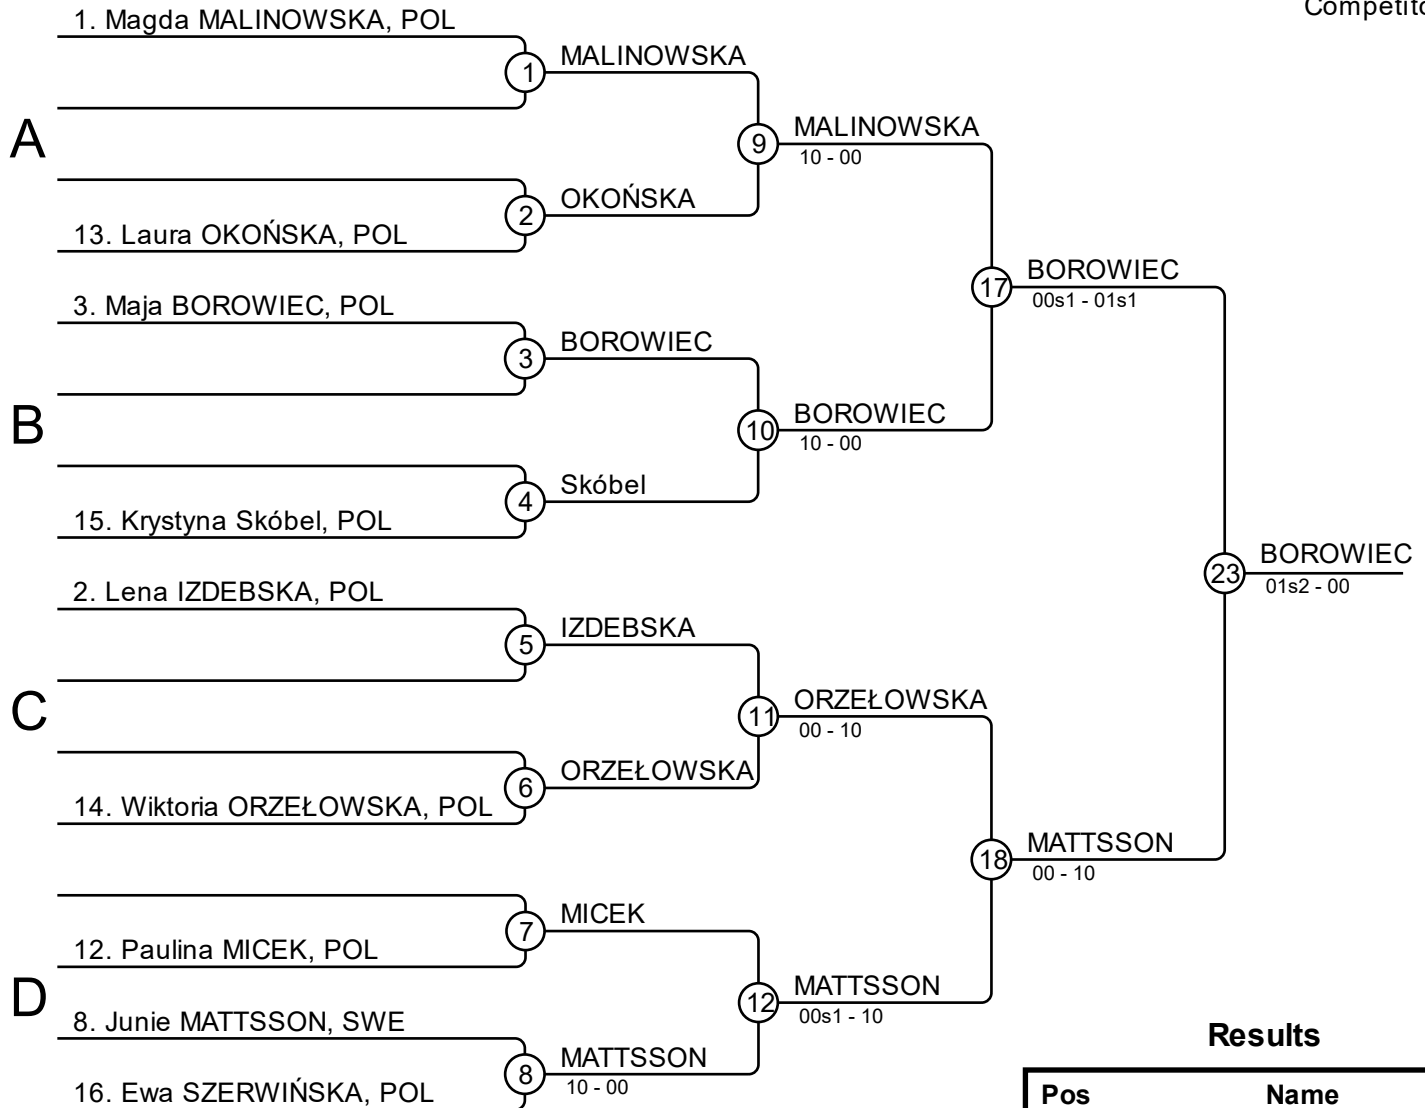 Competito
1. Magda MALINOWSKA, POL
1
MALINOWSKA
A
9
MALINOWSKA
10 - 00
2
OKOŃSKA
13. Laura OKOŃSKA, POL
17
BOROWIEC
00s1 - 01s1
3. Maja BOROWIEC, POL
3
BOROWIEC
B
10
BOROWIEC
10 - 00
4
Skóbel
15. Krystyna Skóbel, POL
23
BOROWIEC
01s2 - 00
2. Lena IZDEBSKA, POL
5
IZDEBSKA
C
11
ORZEŁOWSKA
00 - 10
6
ORZEŁOWSKA
14. Wiktoria ORZEŁOWSKA, POL
18
MATTSSON
00 - 10
7
MICEK
12. Paulina MICEK, POL
D
12
MATTSSON
00s1 - 10
8. Junie MATTSSON, SWE
8
MATTSSON
10 - 00
16. Ewa SZERWIŃSKA, POL
Results
Pos Name